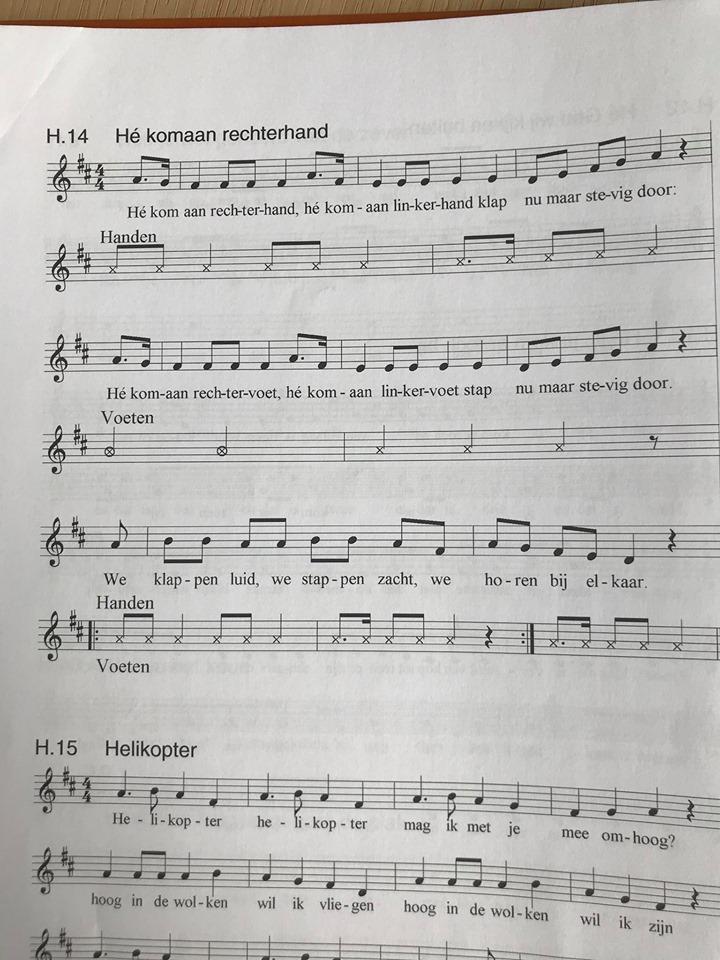 H.14 Hé komaan rechterhand
4
4
Hé kom aan rech-ter-hand, hé kom - aan lin-ker-hand klap nu maar ste-vig door:
Handen
Hé kom-aan rech-ter-voet, hé kom - aan lin-ker-voet stap nu maar ste-vig door.
Voeten
We klap - pen luid, we stap - pen zacht, we ho - ren bij el - kaar.
Handen
Voeten
H.15 Helikopter
4
4
He - li - kop - ter he - li - kop - ter mag ik met je mee om - hoog?
hoog in de wol - ken wil ik vlie - gen hoog in de wol - ken wil ik zijn